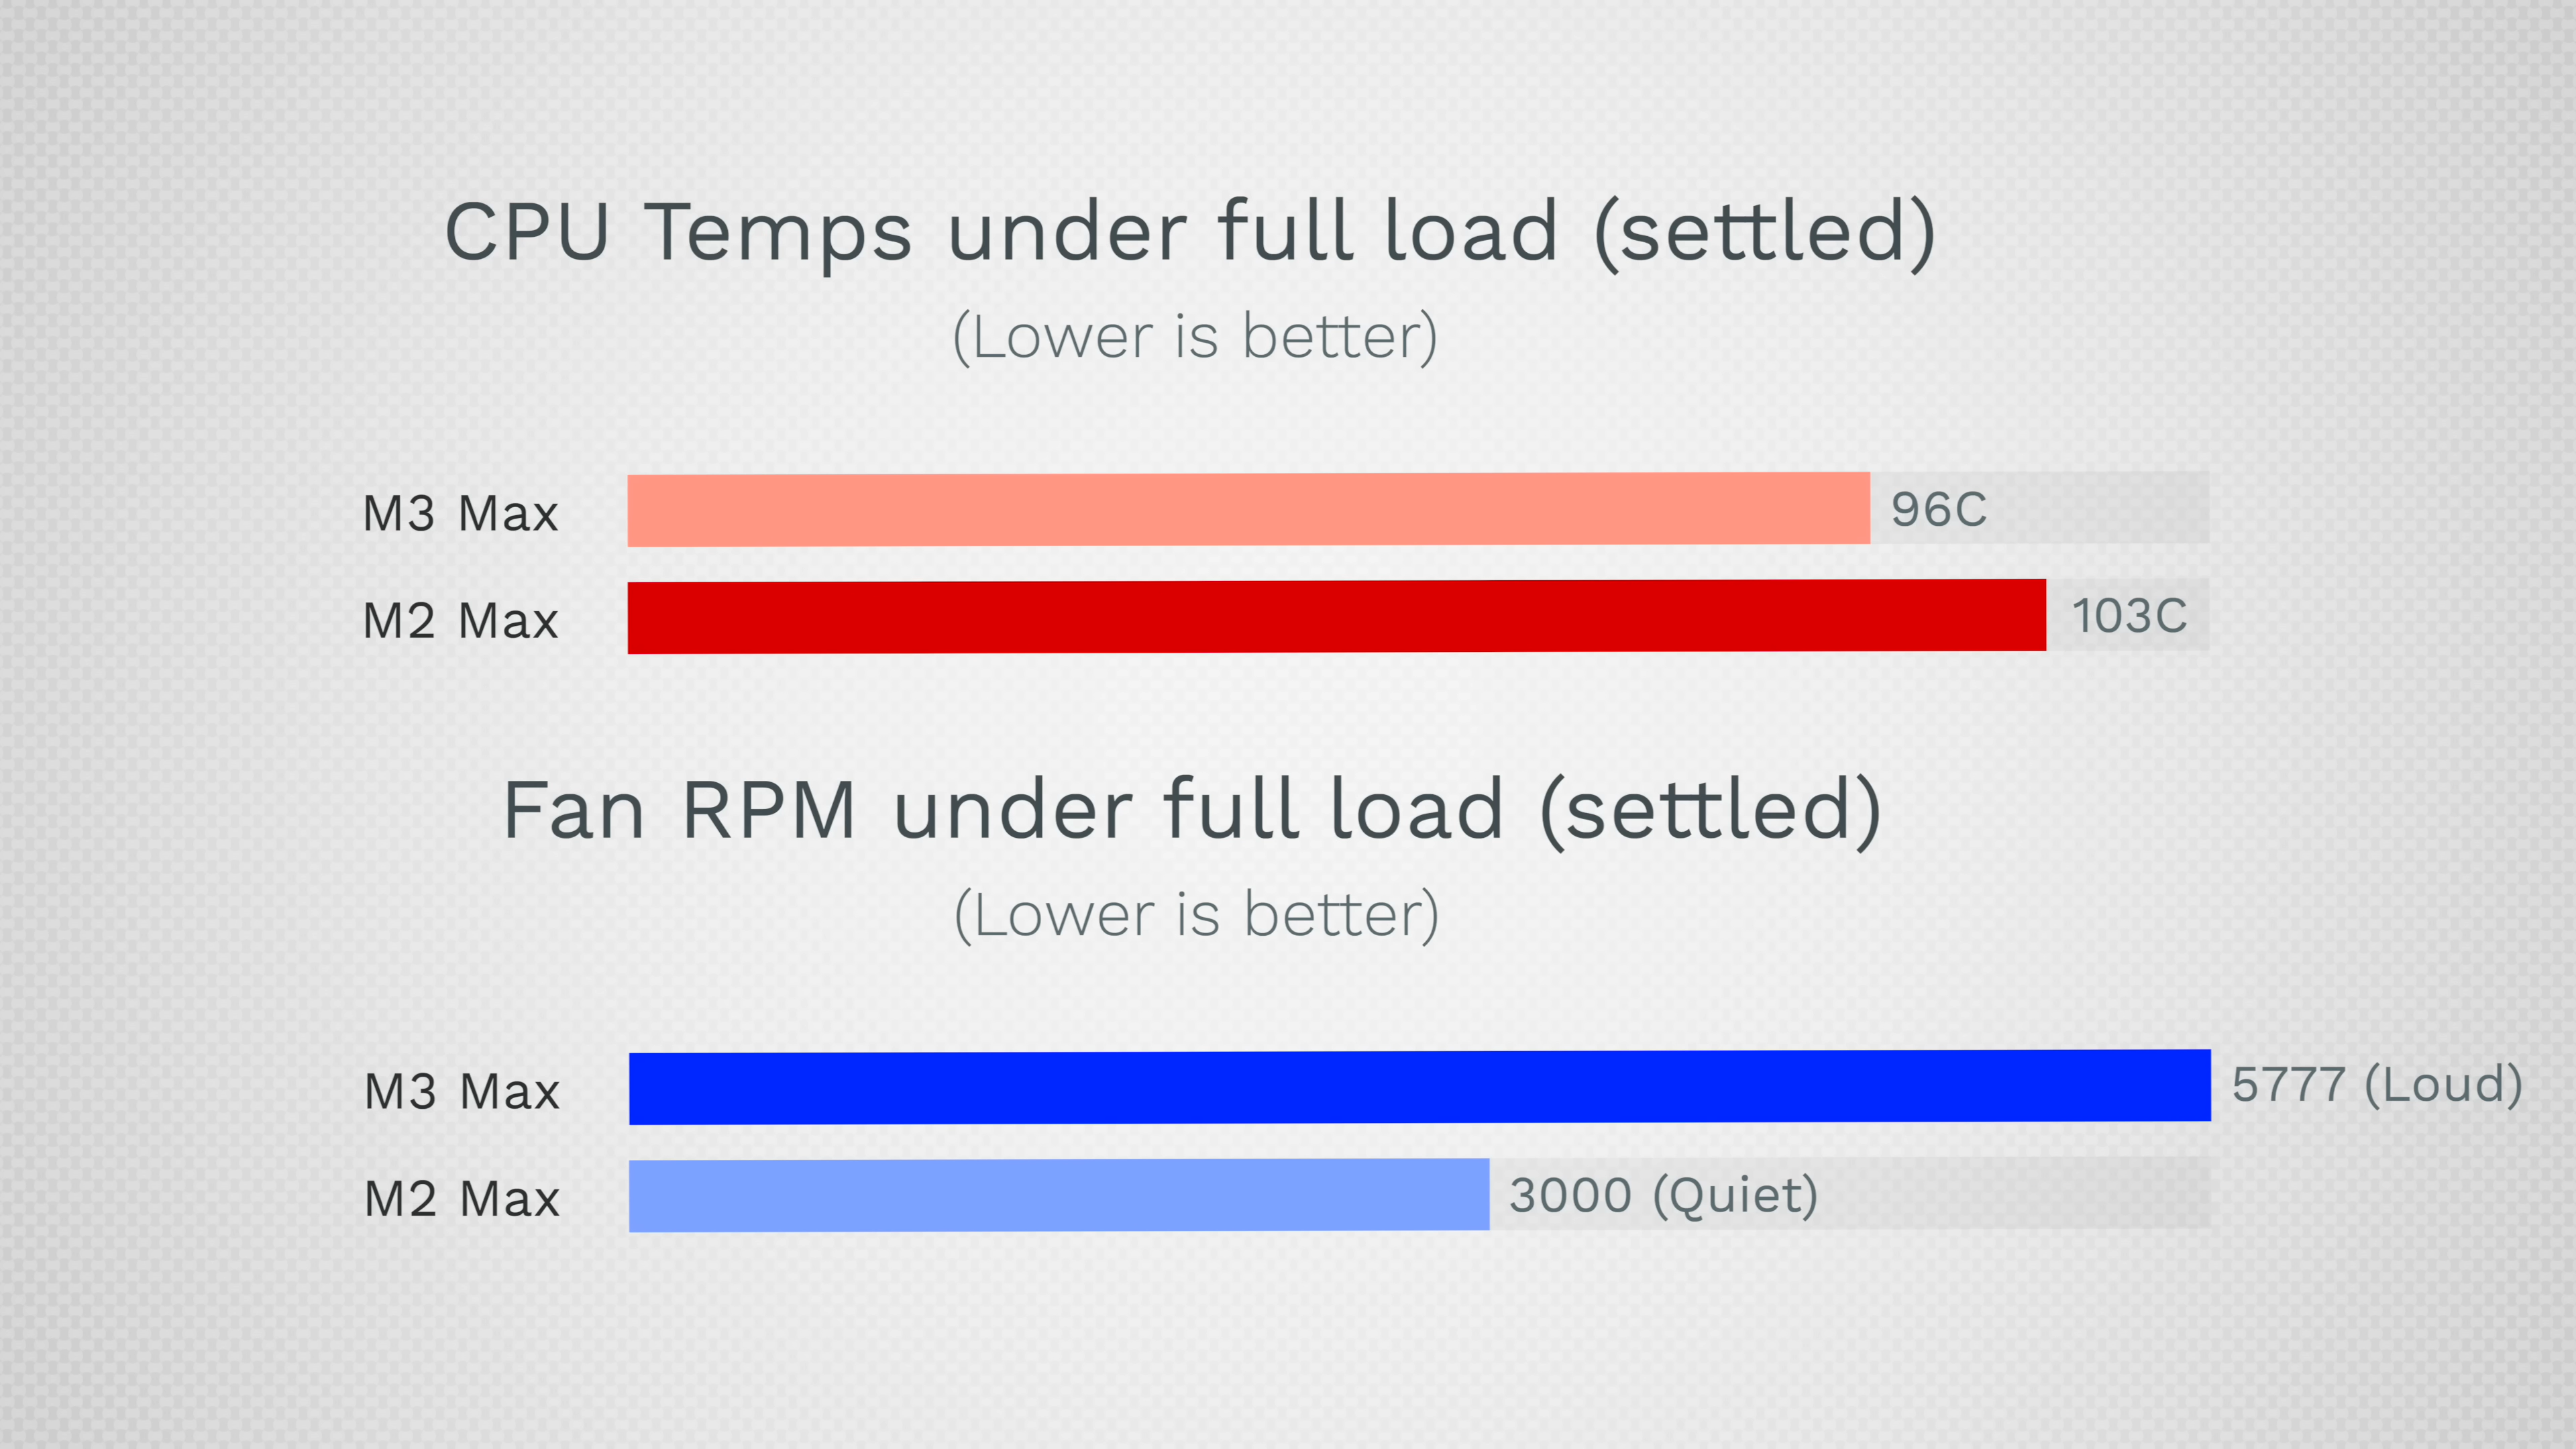 CPU Temps under full load (settled)
(Lower is better)
M3 Max 96C
M2 Max 103C
Fan RPM under full load (settled)
(Lower is better)
M3 Max 5777 (Loud)
M2 Max 3000 (Quiet)